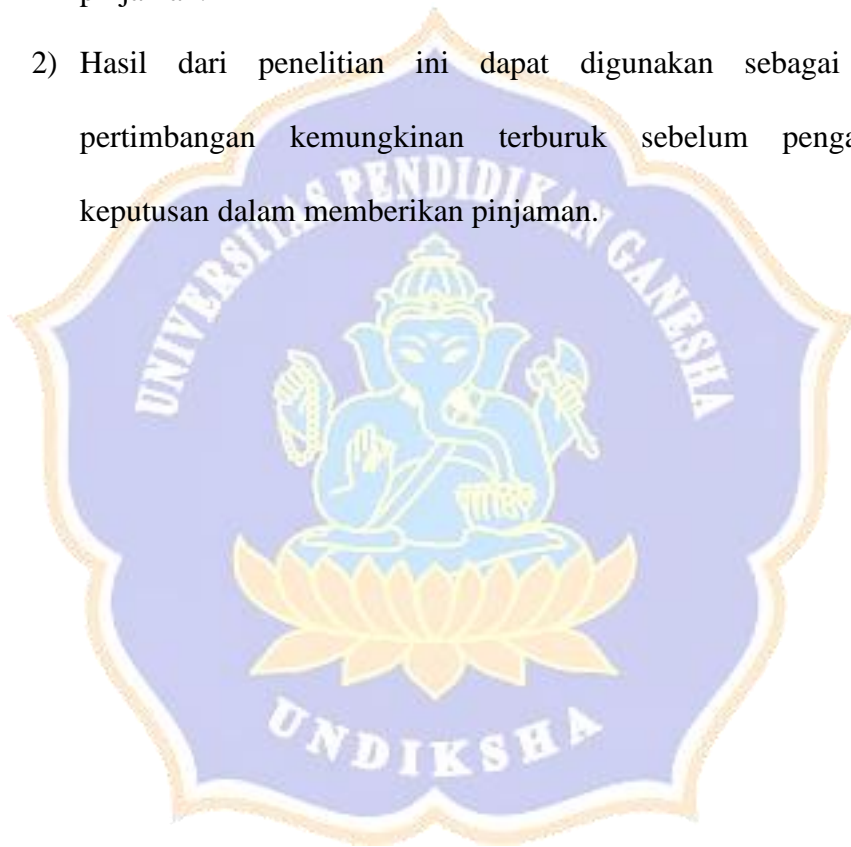 2) Hasil dari penelitian ini dapat digunakan sebagai
pertimbangan kemungkinan terburuk sebelum penga
keputusan dalam memberikan pinjaman.
UNIVERSITAS PENDIDIKAN GANESHA
UNDIKSHA